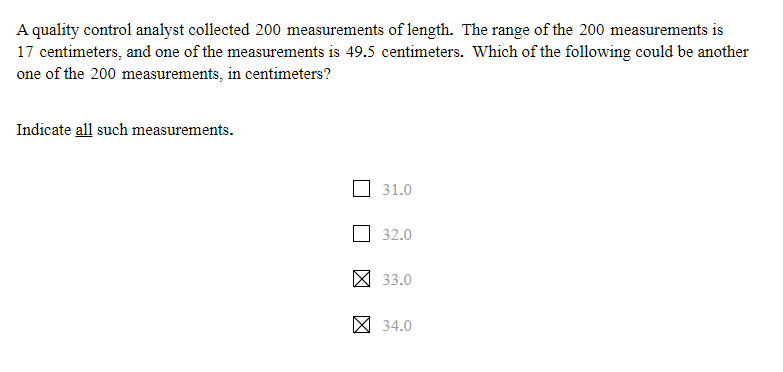 A quality control analyst collected 200 measurements of length. The range of the 200 measurements is
17 centimeters, and one of the measurements is 49.5 centimeters. Which of the following could be another
one of the 200 measurements, in centimeters?
Indicate all such measurements.
31.0
32.0
33.0
34.0